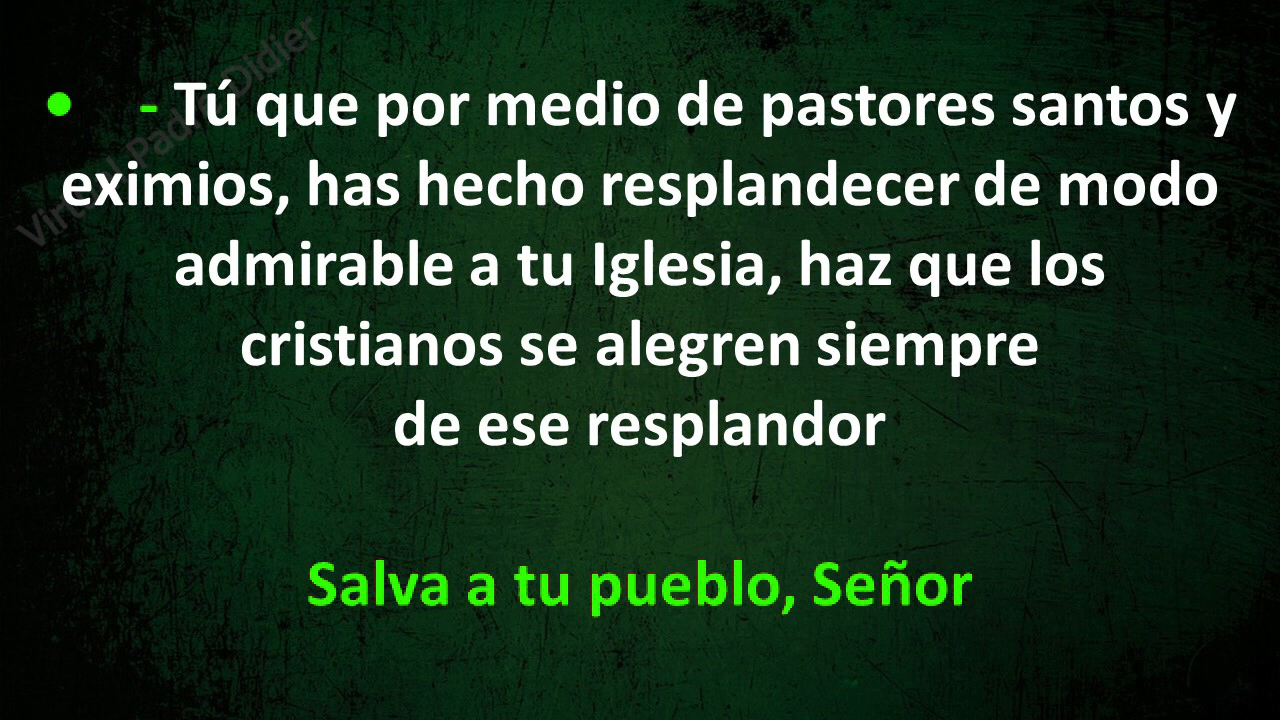 • - Tú que por medio de pastores santos y
eximios, has hecho resplandecer de modo
admirable a tu Iglesia, haz que los
cristianos se alegren siempre
de ese resplandor
Salva a tu pueblo, Señor